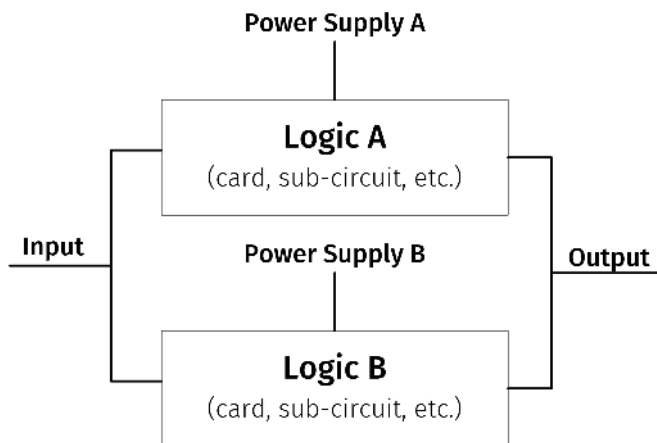 Power Supply A
Logic A
(card, sub-circuit, etc.)
Input
Power Supply B
Output
Logic B
(card, sub-circuit, etc.)